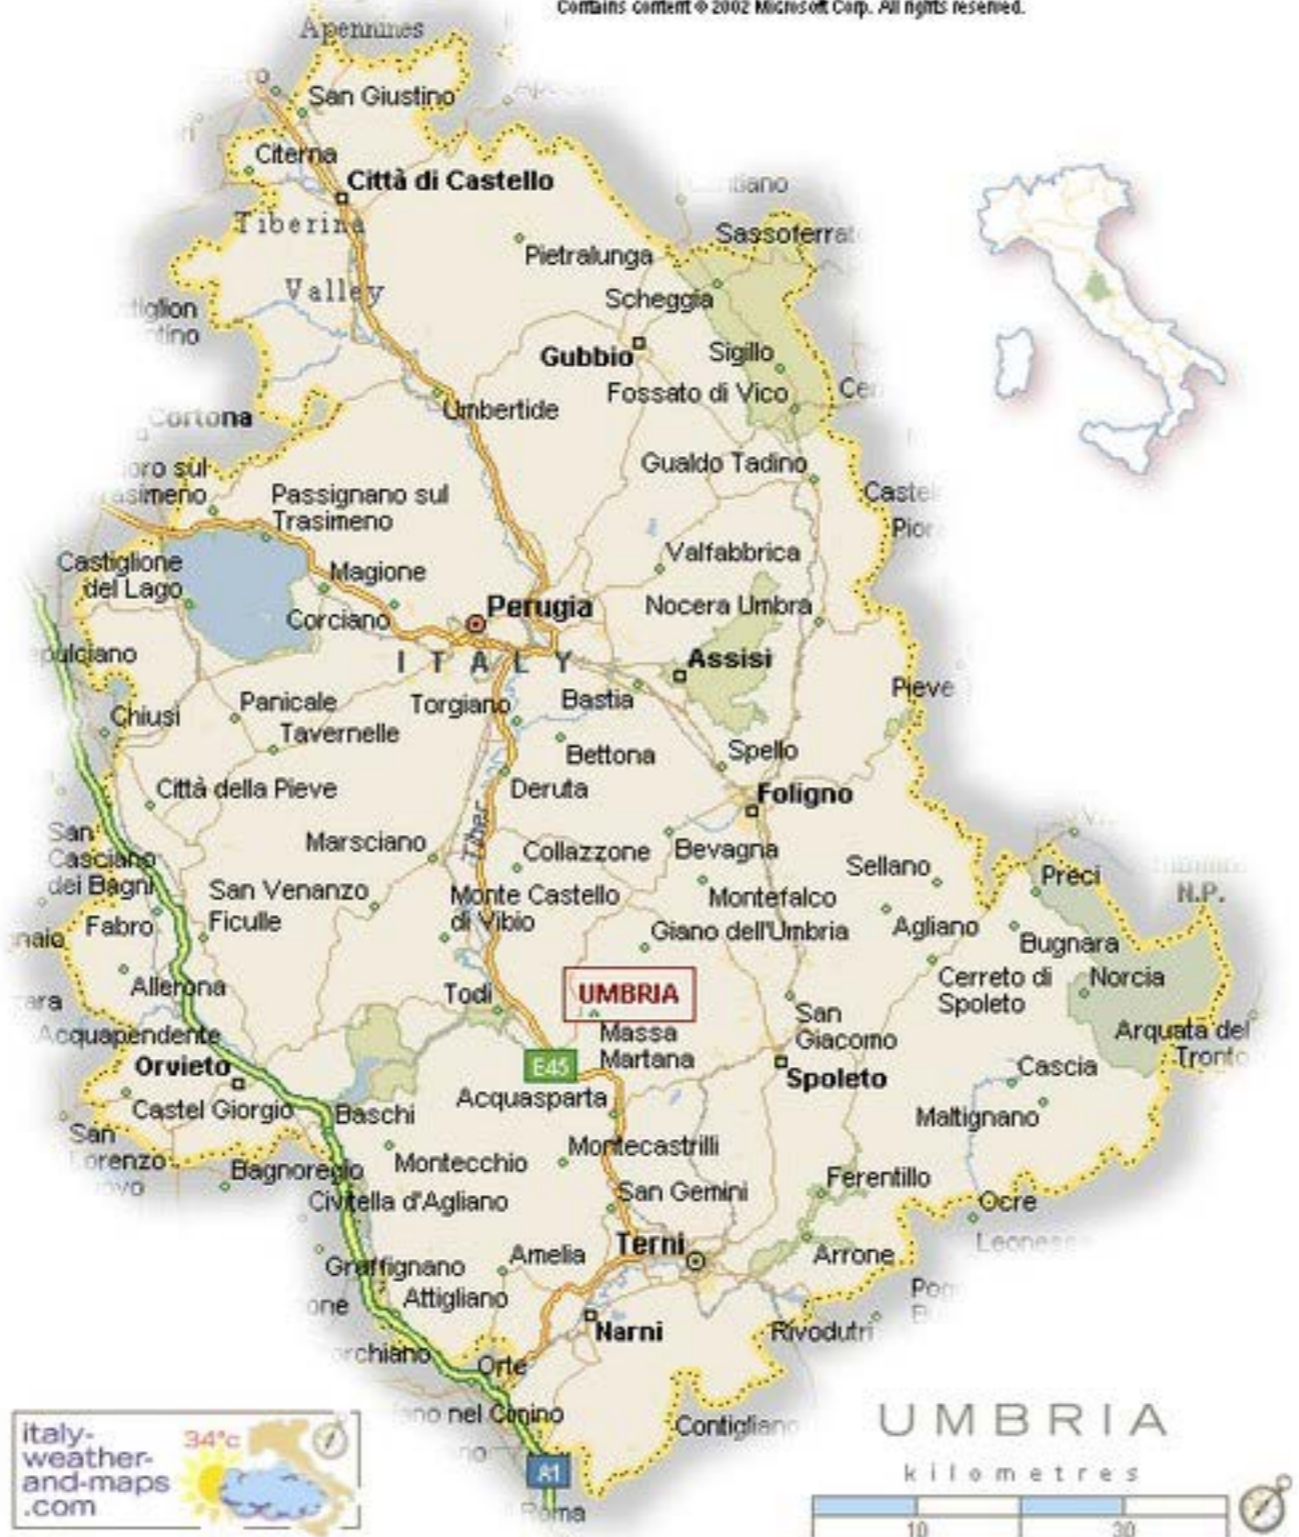 Contains content © 2002 Microsoft Corp. All rights reserved.
Apennines
San Giustino
Citerna
Città di Castello
Tiberina
Valley
Pietralunga
Sassoferrato
Scheggia
Gubbio
Sigillo
Fossato di Vico
Umbertide
Cortona
Gualdo Tadino
Passignano sul
Trasimeno
Valfabbrica
Castiglione
del Lago
Magione
Corciano
Perugia
Nocera Umbra
ITALY
Assisi
Pieve
Chiusi
Panicale
Tavernelle
Torgiano
Bastia
Bettona
Spello
Città della Pieve
Deruta
Foligno
Tiber
San
Casciano
dei Bagni
Marsciano
Collazzone
Bevagna
Sellano
Preci
N.P.
San Venanzo
Monte Castello
di Vibio
Montefalco
Fabro
Ficulle
Giano dell'Umbria
Agliano
Bugnara
Allerona
Todi
UMBRIA
Cerreto di
Spoleto
Norcia
Acquapendente
Massa
Martana
San
Giacomo
Arquata del
Tronto
Orvieto
E45
Spoleto
Cascia
Castel Giorgio
Baschi
Acquasparta
Maltignano
San
Lorenzo
Bagnoregio
Montecchio
Montecastrilli
Civitella d'Agliano
San Gemini
Ferentillo
Ocre
Leonessa
Graffignano
Amelia
Terni
Arrone
Attigliano
Narni
Rivodutri
Orte
Contigliano
A1
Roma
italy-
weather-
and-maps
.com
34°c
UMBRIA
kilometres
10 30